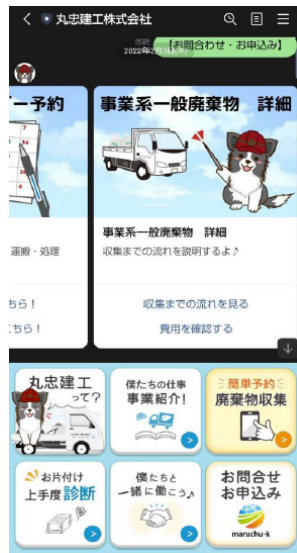 丸忠建工株式会社
【お問合わせ・お申込み】
ー予約
事業系一般廃棄物 詳細
事業系一般廃棄物 詳細
運搬・処理
収集までの流れを説明するよ♪
ちら！
収集までの流れを見る
ちら！
費用を確認する
丸忠建工
って？
僕たちの仕事
事業紹介！
簡単予約
廃棄物収集
お片付け
上手度診断
僕たちと
一緒に働こう♪
お問合せ
お申込み
maruchu-k